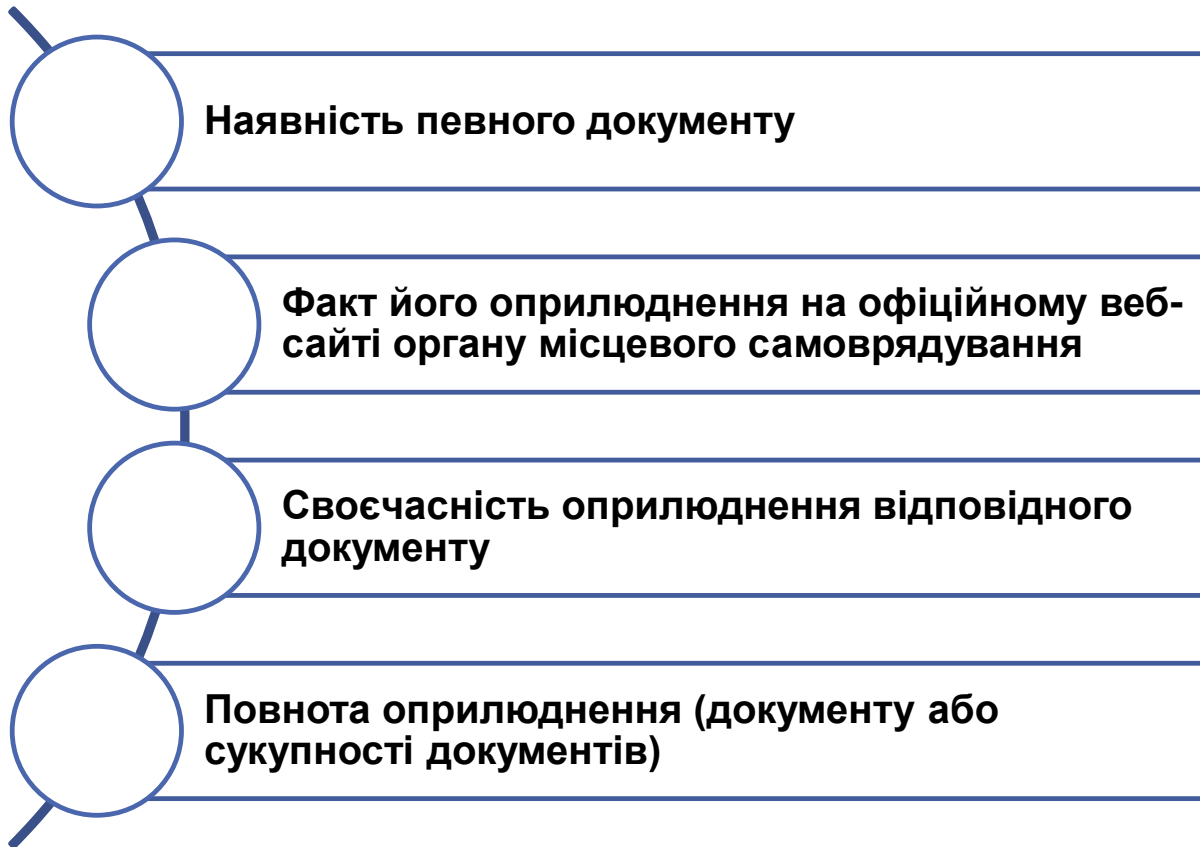 Наявність певного документу
Факт його оприлюднення на офіційному веб-
сайті органу місцевого самоврядування
Своєчасність оприлюднення відповідного
документу
Повнота оприлюднення (документу або
сукупності документів)